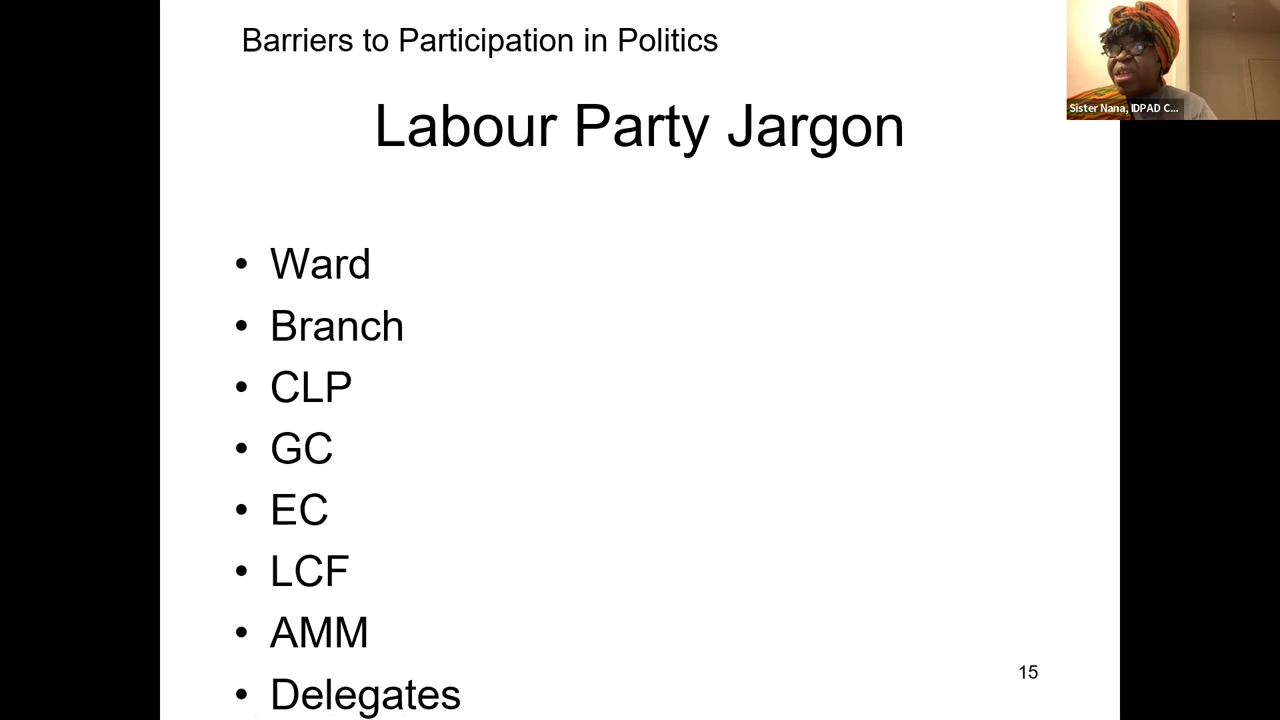 Barriers to Participation in Politics
Sister Nana, IDPAD C...
Labour Party Jargon
• Ward
• Branch
• CLP
• GC
• EC
• LCF
• AMM
• Delegates
15